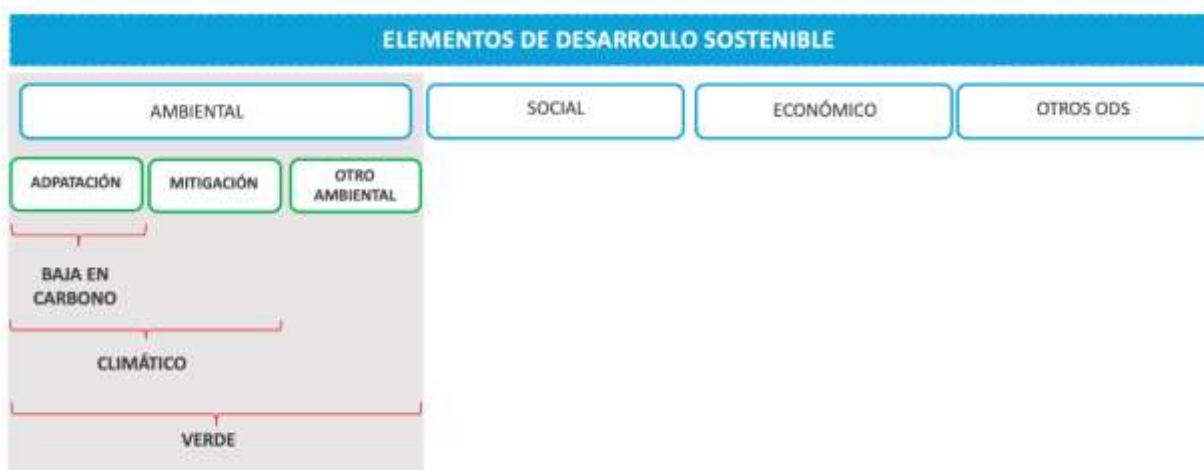 ELEMENTOS DE DESARROLLO SOSTENIBLE
AMBIENTAL
SOCIAL
ECONÓMICO
OTROS ODS
ADPATACIÓN
MITIGACIÓN
OTRO
AMBIENTAL
BAJA EN
CARBONO
CLIMÁTICO
VERDE